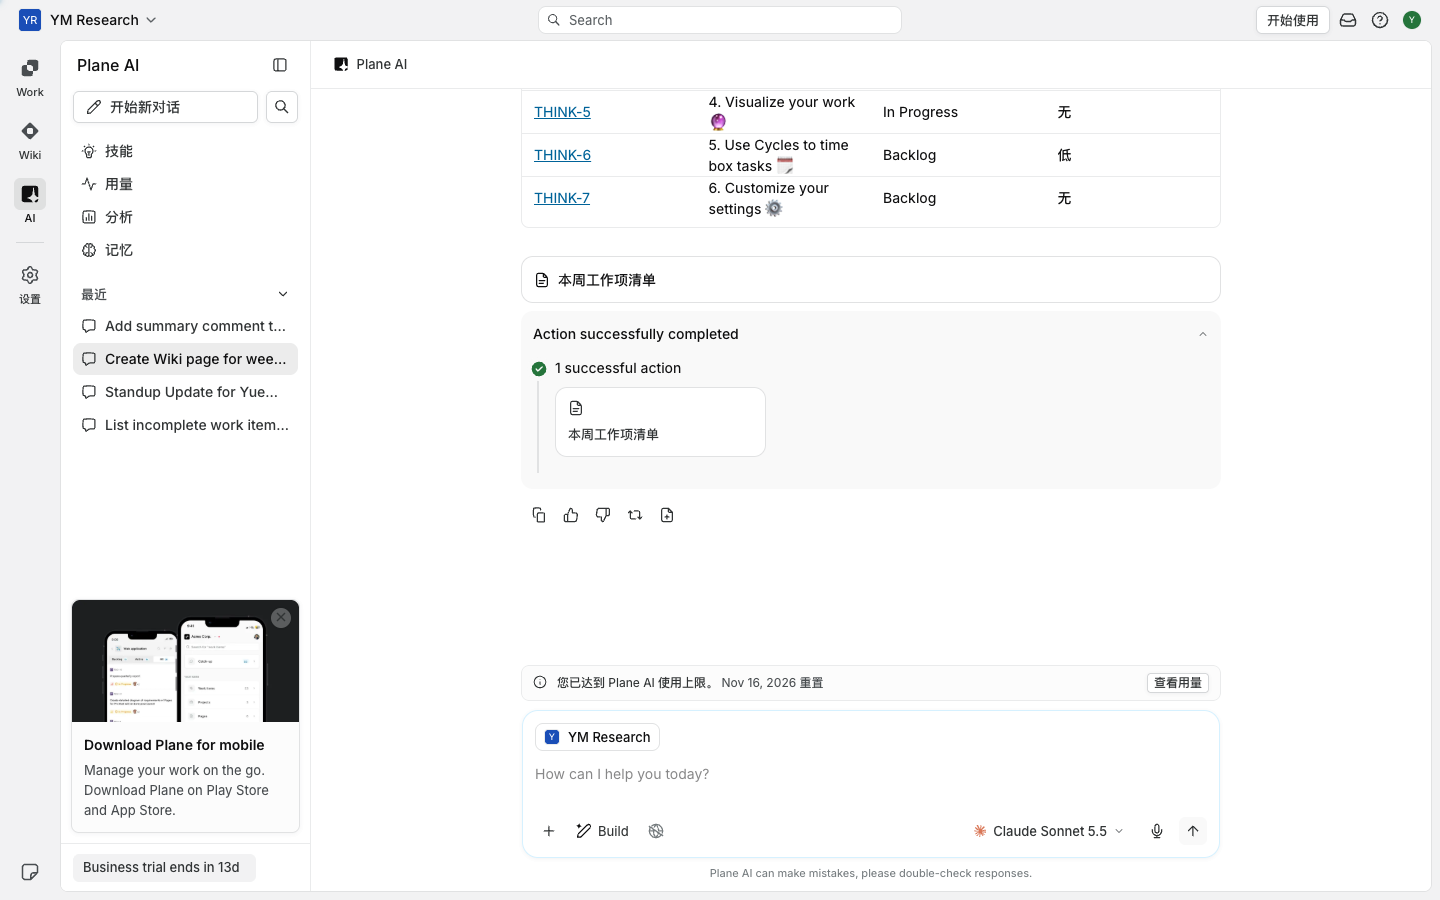 YR YM Research
Search
开始使用
Y
Work
Wiki
AI
设置
Plane AI
开始新对话
技能
用量
分析
记忆
最近
Add summary comment t...
Create Wiki page for wee...
Standup Update for Yue...
List incomplete work item...
Download Plane for mobile
Manage your work on the go.
Download Plane on Play Store
and App Store.
Business trial ends in 13d
Plane AI
THINK-5 4. Visualize your work 🔮 In Progress 无
THINK-6 5. Use Cycles to time
box tasks 🗓️ Backlog 低
THINK-7 6. Customize your
settings ⚙️ Backlog 无
本周工作项清单
Action successfully completed
1 successful action
本周工作项清单
您已达到 Plane AI 使用上限。 Nov 16, 2026 重置
查看用量
Y YM Research
How can I help you today?
Build
Claude Sonnet 5.5
Plane AI can make mistakes, please double-check responses.